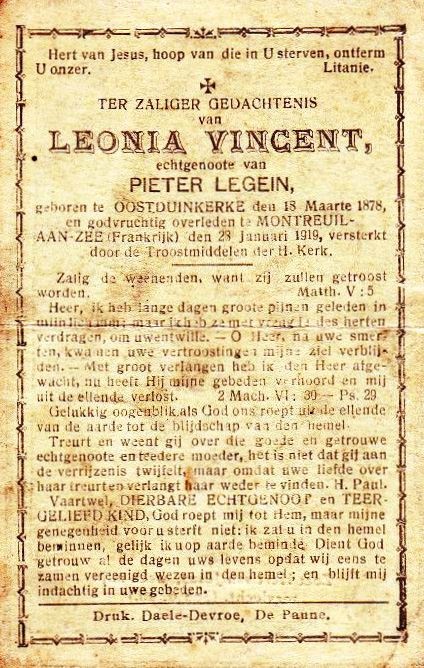 Hert van Jesus, hoop van die in U sterven, ontferm
U onzer. Litanie.
TER ZALIGER GEDACHTENIS
van
LEONIA VINCENT,
echtgenoote van
PIETER LEGEIN,
geboren te OOSTDUINKERKE den 18 Maarte 1878,
en godvruchtig overleden te MONTREUIL-
AAN-ZEE (Frankrijk) den 28 Januari 1919, versterkt
door de Troostmiddelen der H. Kerk.
Zalig de weenenden, want zij zullen getroost
worden. Matth. V : 5
Heer, ik heb lange dagen groote pijnen geleden in
mijn lichaam; maar ik heb ze met vreugde des herten
verdragen, om uwentwille. — O Heer, na uwe smer-
ten, kwamen uwe vertroostingen mijne ziel verblij-
den. — Met groot verlangen heb ik den Heer afge-
wacht, nu heeft Hij mijne gebeden verhoord en mij
uit de ellende verlost. 2 Mach. VI: 30 — Ps. 29
Gelukkig oogenblik, als God ons roept uit de ellende
van de aarde tot de blijdschap van den hemel.
Treurt en weent gij over die goede en getrouwe
echtgenoote en teedere moeder, het is niet dat gij aan
de verrijzenis twijfelt, maar omdat uwe liefde over
haar treurt en verlangt haar weder te vinden. H. Paul.
Vaartwel, DIERBARE ECHTGENOOT en TEER-
GELIEFD KIND, God roept mij tot Hem, maar mijne
genegenheid voor u sterft niet: ik zal u in den hemel
beminnen, gelijk ik u op aarde beminde. Dient God
getrouw al de dagen uws levens opdat wij eens te
zamen vereenigd wezen in den hemel; en blijft mij
indachtig in uwe gebeden.
Druk. Daele-Devroe, De Panne.